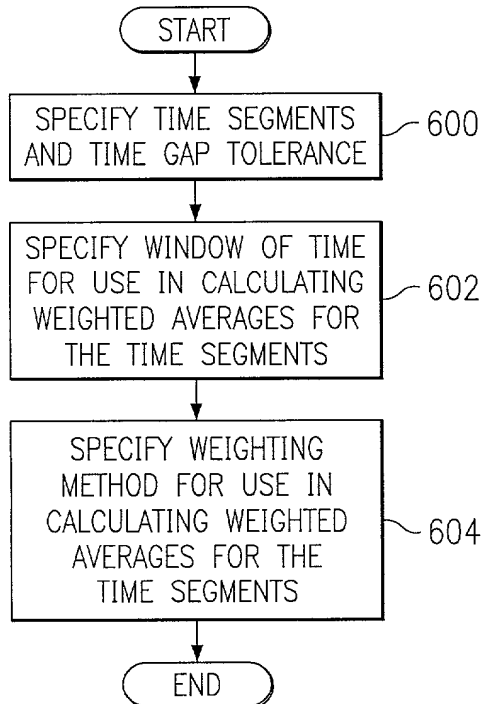 START
SPECIFY TIME SEGMENTS
AND TIME GAP TOLERANCE
600
SPECIFY WINDOW OF TIME
FOR USE IN CALCULATING
WEIGHTED AVERAGES FOR
THE TIME SEGMENTS
602
SPECIFY WEIGHTING
METHOD FOR USE IN
CALCULATING WEIGHTED
AVERAGES FOR THE
TIME SEGMENTS
604
END